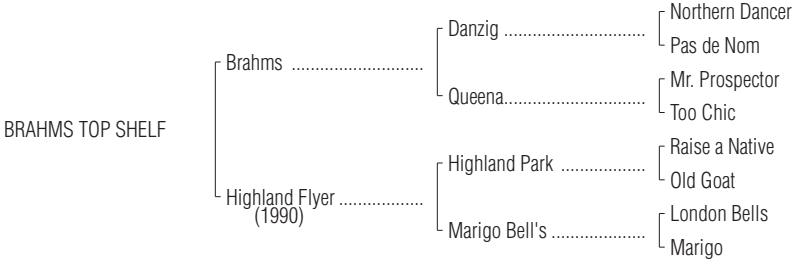 Northern Dancer
Danzig ..............................
Pas de Nom
Brahms ............................
Mr. Prospector
Queena..............................
Too Chic
BRAHMS TOP SHELF
Raise a Native
Highland Park ..................
Old Goat
Highland Flyer ..................
(1990)
London Bells
Marigo Bell's ....................
Marigo